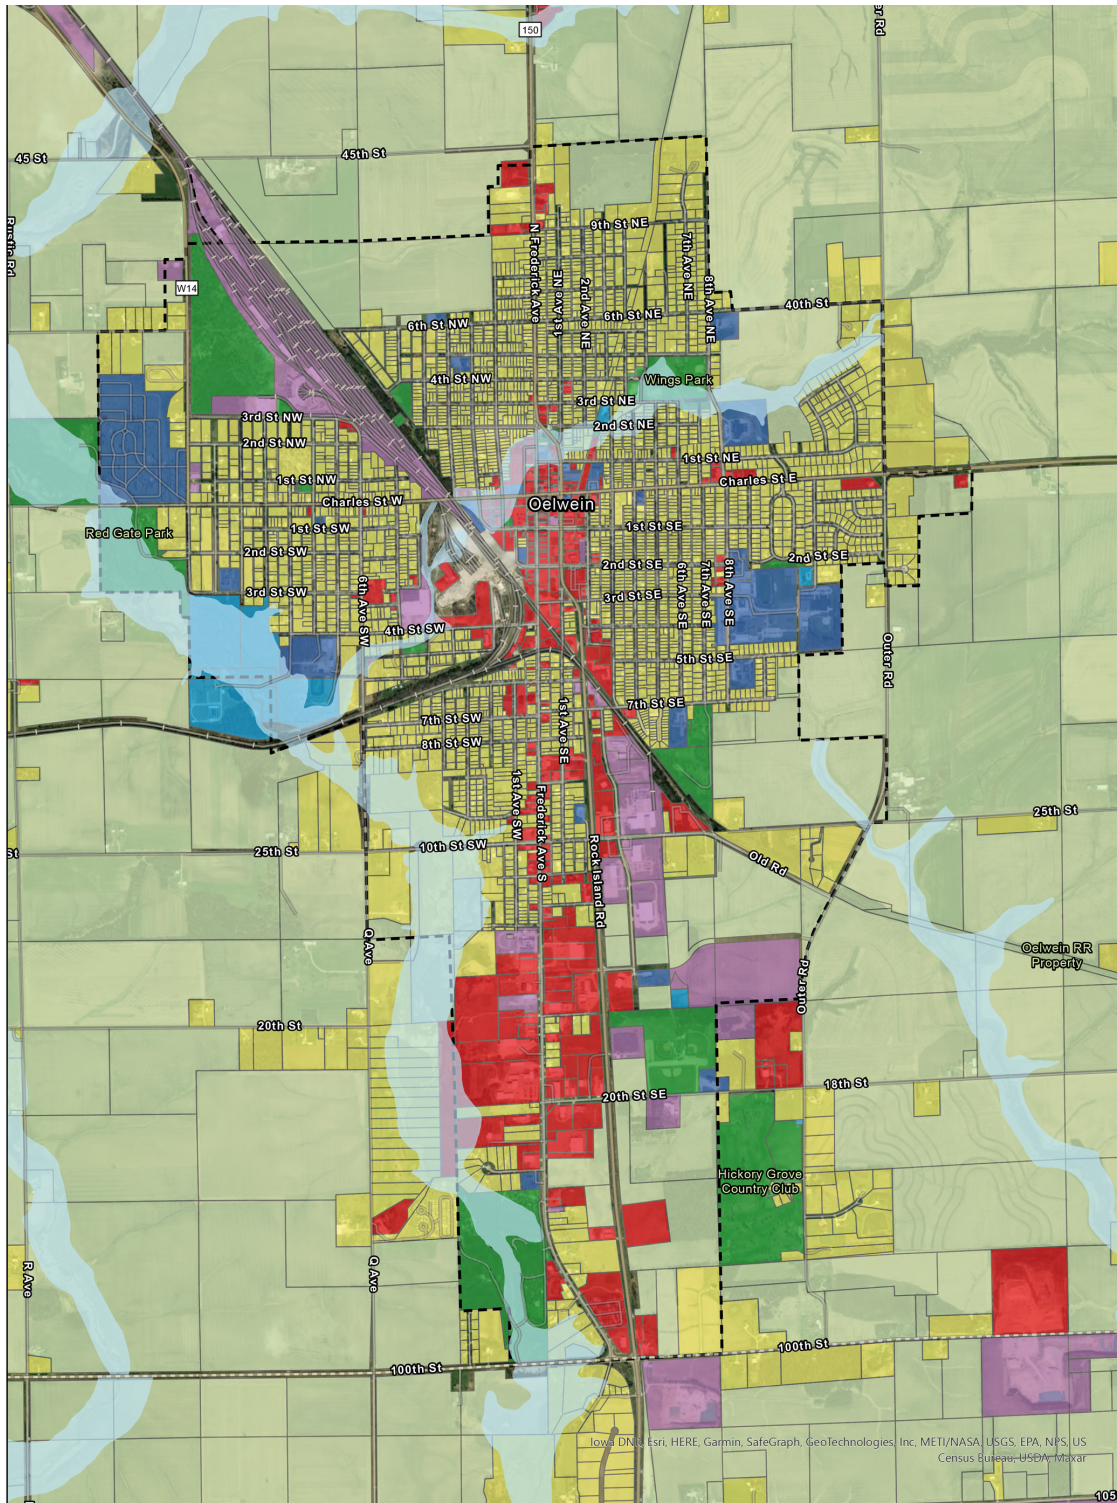 150
er Rd
45 St
45th St
Rustic Rd
9th St NE
N Frederick Ave
1st Ave NE
2nd Ave NE
7th Ave NE
8th Ave NE
W14
40th St
6th St NW
6th St NE
4th St NW
Wings Park
3rd St NE
3rd St NW
2nd St NE
2nd St NW
1st St NE
1st St NW
Charles St E
Charles St W
Oelwein
Red Gate Park
1st St SW
1st St SE
2nd St SW
2nd St SE
2nd St SE
3rd St SW
3rd St SE
6th Ave SW
6th Ave SE
7th Ave SE
8th Ave SE
4th St SW
5th St SE
Outer Rd
7th St SW
7th St SE
1st Ave SE
8th St SW
1st Ave SW
Frederick Ave S
Rock Island Rd
25th St
St
25th St
10th St SW
Old Rd
Q Ave
Oelwein RR
Property
Outer Rd
20th St
20th St SE
18th St
Hickory Grove
Country Club
R Ave
Q Ave
100th St
100th St
Iowa DNR, Esri, HERE, Garmin, SafeGraph, GeoTechnologies, Inc, METI/NASA, USGS, EPA, NPS, US
Census Bureau, USDA, Maxar
105